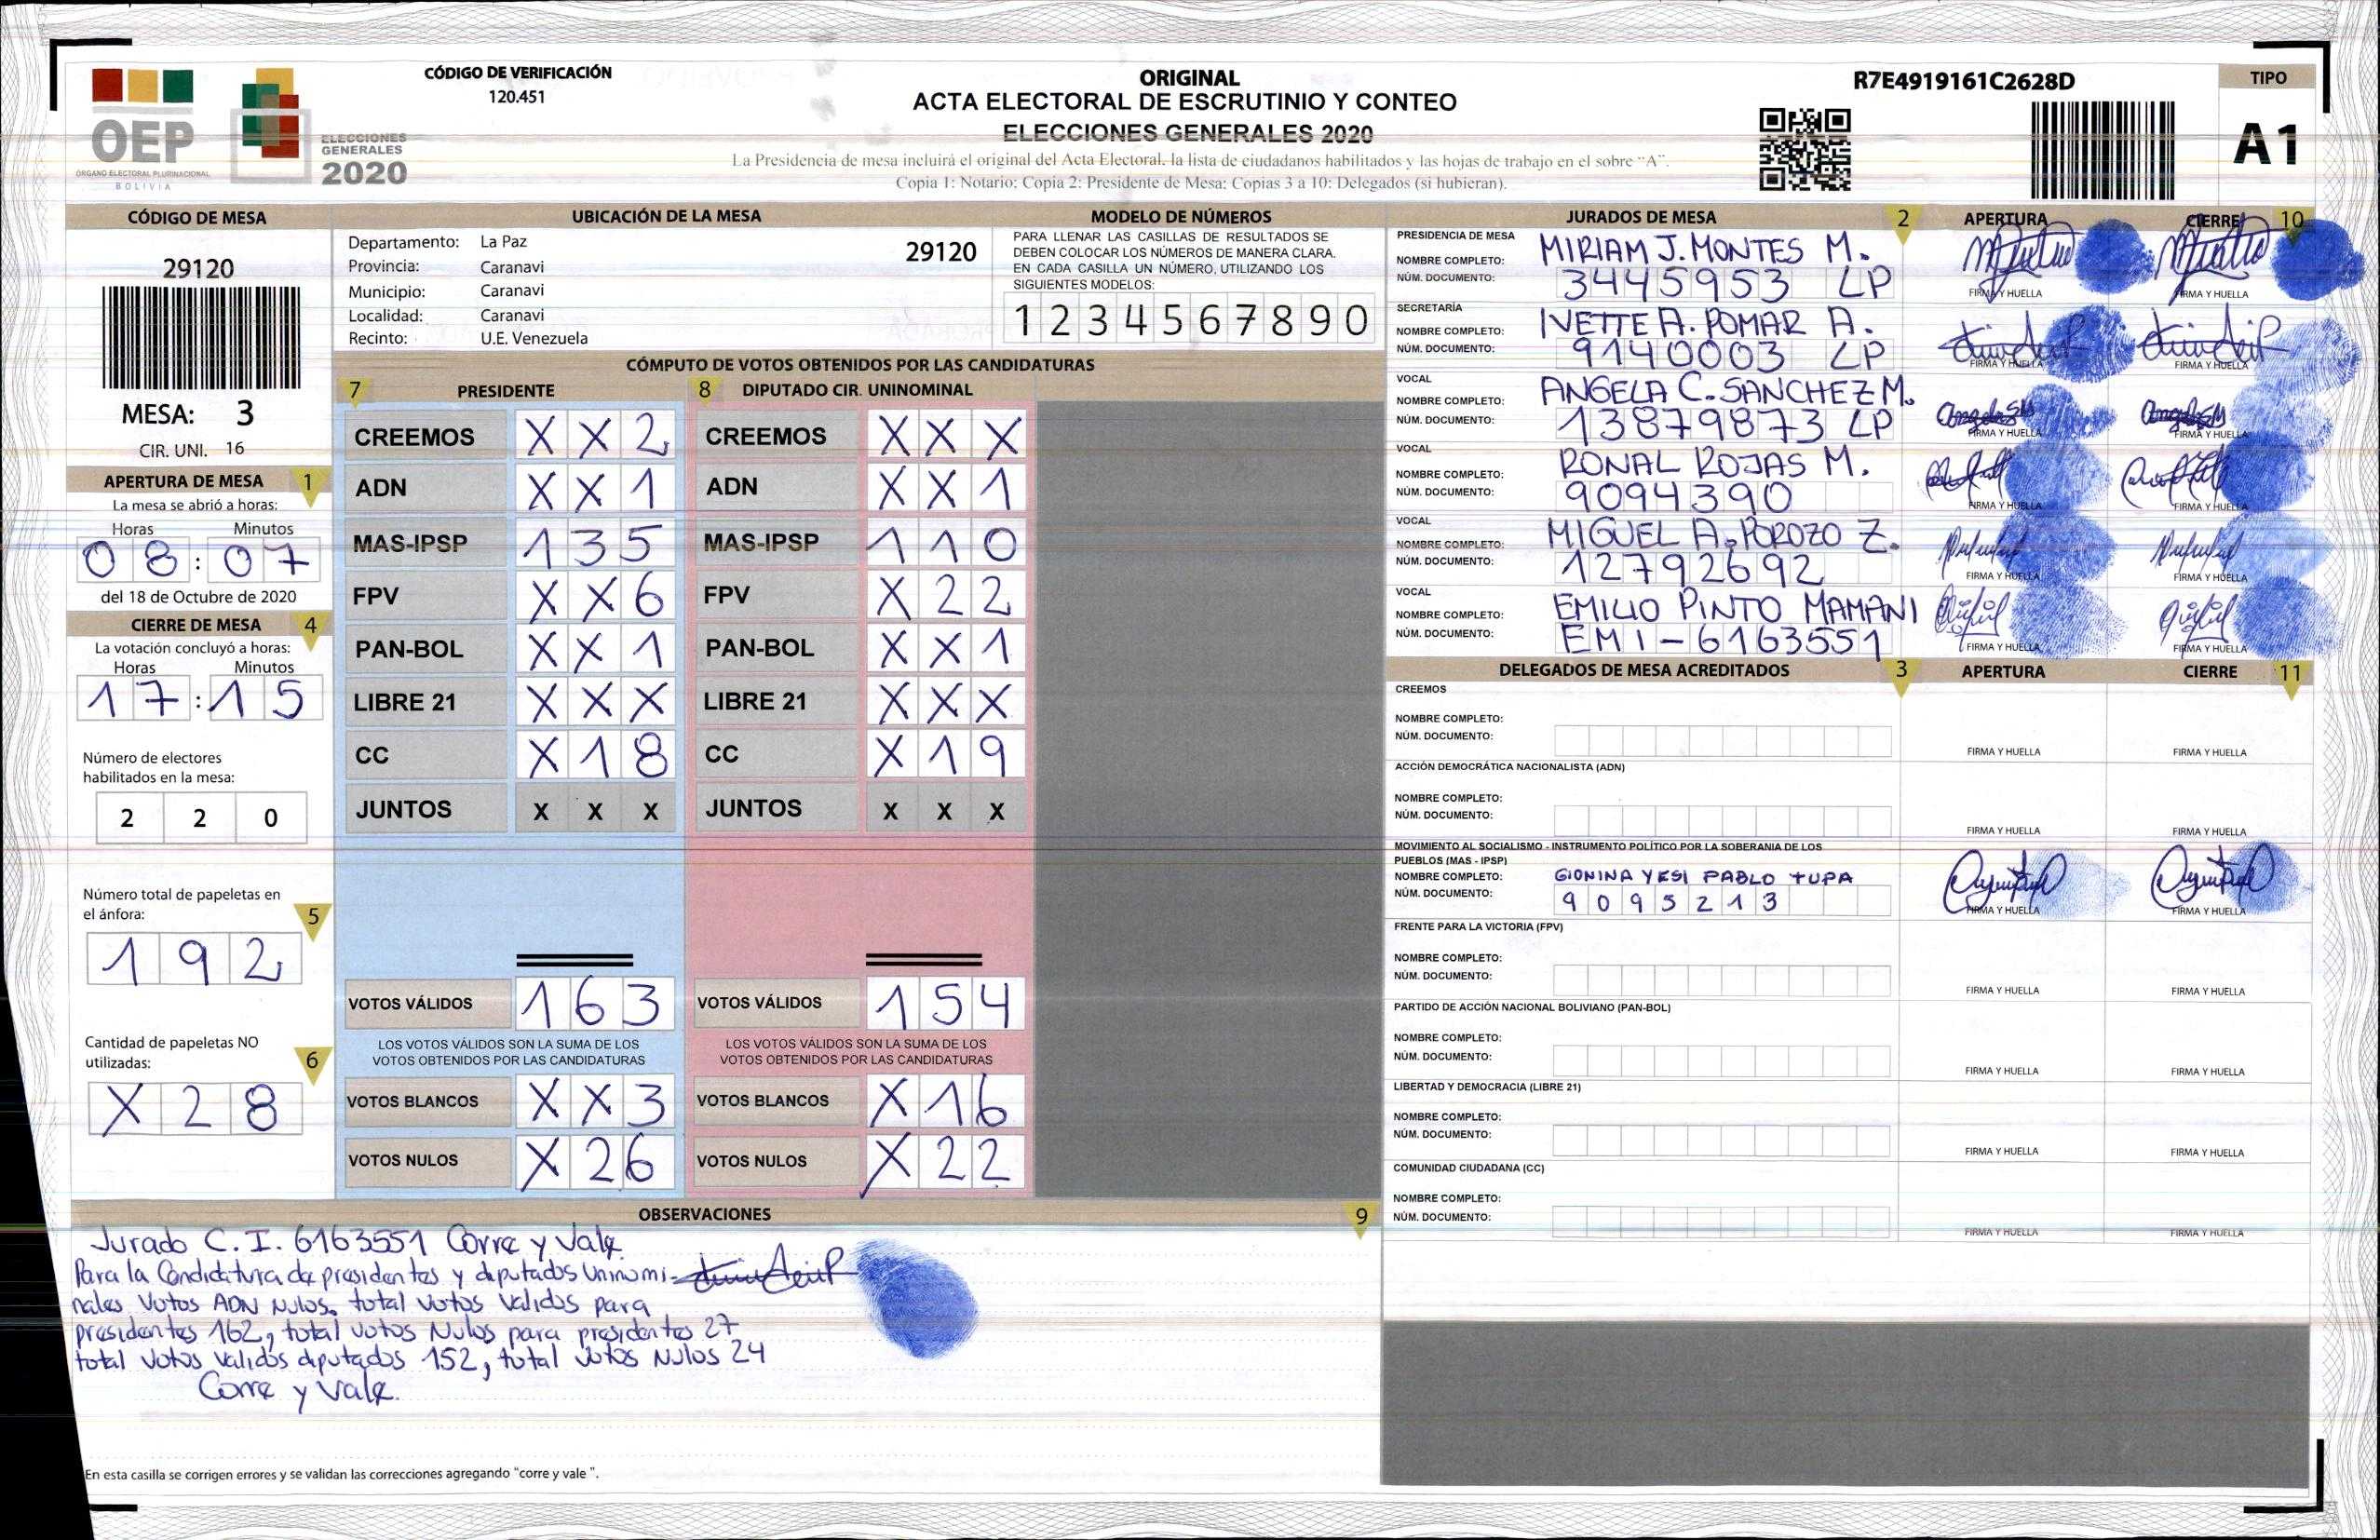 CÓDIGO DE VERIFICACIÓN
120.451
OEP
ÓRGANO ELECTORAL PLURINACIONAL
BOLIVIA
ELECCIONES
GENERALES
2020
ORIGINAL
ACTA ELECTORAL DE ESCRUTINIO Y CONTEO
ELECCIONES GENERALES 2020
La Presidencia de mesa incluirá el original del Acta Electoral, la lista de ciudadanos habilitados y las hojas de trabajo en el sobre "A".
Copia 1: Notario; Copia 2: Presidente de Mesa; Copias 3 a 10: Delegados (si hubieran).
R7E4919161C2628D
TIPO
A1
CÓDIGO DE MESA
29120
MESA: 3
CIR. UNI. 16
APERTURA DE MESA 1
La mesa se abrió a horas:
Horas Minutos
08:07
del 18 de Octubre de 2020
CIERRE DE MESA 4
La votación concluyó a horas:
Horas Minutos
17:15
Número de electores
habilitados en la mesa:
2 2 0
Número total de papeletas en
el ánfora: 5
1 9 2
Cantidad de papeletas NO
utilizadas: 6
X 2 8
UBICACIÓN DE LA MESA
Departamento: La Paz 29120
Provincia: Caranavi
Municipio: Caranavi
Localidad: Caranavi
Recinto: U.E. Venezuela
MODELO DE NÚMEROS
PARA LLENAR LAS CASILLAS DE RESULTADOS SE
DEBEN COLOCAR LOS NÚMEROS DE MANERA CLARA.
EN CADA CASILLA UN NÚMERO, UTILIZANDO LOS
SIGUIENTES MODELOS:
1 2 3 4 5 6 7 8 9 0
CÓMPUTO DE VOTOS OBTENIDOS POR LAS CANDIDATURAS
7 PRESIDENTE 8 DIPUTADO CIR. UNINOMINAL
CREEMOS X X 2 CREEMOS X X X
ADN X X 1 ADN X X 1
MAS-IPSP 1 3 5 MAS-IPSP 1 1 0
FPV X X 6 FPV X 2 2
PAN-BOL X X 1 PAN-BOL X X 1
LIBRE 21 X X X LIBRE 21 X X X
CC X 1 8 CC X 1 9
JUNTOS X X X JUNTOS X X X
VOTOS VÁLIDOS 1 6 3 VOTOS VÁLIDOS 1 5 4
LOS VOTOS VÁLIDOS SON LA SUMA DE LOS LOS VOTOS VÁLIDOS SON LA SUMA DE LOS
VOTOS OBTENIDOS POR LAS CANDIDATURAS VOTOS OBTENIDOS POR LAS CANDIDATURAS
VOTOS BLANCOS X X 3 VOTOS BLANCOS X 1 6
VOTOS NULOS X 2 6 VOTOS NULOS X 2 2
OBSERVACIONES 9
Jurado C. I. 6163551 Corre y Vale
Para la Candidatura de presidentes y diputados Uninomi-
nales Votos ADN Nulos. total votos validos para
presidentes 162, total votos Nulos para presidentes 27
total votos validos diputados 152, total votos Nulos 24
Corre y vale.
En esta casilla se corrigen errores y se validan las correcciones agregando "corre y vale ".
JURADOS DE MESA 2 APERTURA CIERRE 10
PRESIDENCIA DE MESA
NOMBRE COMPLETO: MIRIAM J. MONTES M.
NÚM. DOCUMENTO: 3445953 LP
FIRMA Y HUELLA FIRMA Y HUELLA
SECRETARÍA
NOMBRE COMPLETO: IVETTE A. POMAR A.
NÚM. DOCUMENTO: 9140003 LP
FIRMA Y HUELLA FIRMA Y HUELLA
VOCAL
NOMBRE COMPLETO: ANGELA C. SANCHEZ M.
NÚM. DOCUMENTO: 13879873 LP
FIRMA Y HUELLA FIRMA Y HUELLA
VOCAL
NOMBRE COMPLETO: RONAL ROJAS M.
NÚM. DOCUMENTO: 9094390
FIRMA Y HUELLA FIRMA Y HUELLA
VOCAL
NOMBRE COMPLETO: MIGUEL A. POROZO Z.
NÚM. DOCUMENTO: 12792692
FIRMA Y HUELLA FIRMA Y HUELLA
VOCAL
NOMBRE COMPLETO: EMILIO PINTO MAMANI
NÚM. DOCUMENTO: EMI-6163551
FIRMA Y HUELLA FIRMA Y HUELLA
DELEGADOS DE MESA ACREDITADOS 3 APERTURA CIERRE 11
CREEMOS
NOMBRE COMPLETO:
NÚM. DOCUMENTO:
FIRMA Y HUELLA FIRMA Y HUELLA
ACCIÓN DEMOCRÁTICA NACIONALISTA (ADN)
NOMBRE COMPLETO:
NÚM. DOCUMENTO:
FIRMA Y HUELLA FIRMA Y HUELLA
MOVIMIENTO AL SOCIALISMO - INSTRUMENTO POLÍTICO POR LA SOBERANIA DE LOS
PUEBLOS (MAS - IPSP)
NOMBRE COMPLETO: GIONINA YESI PABLO TUPA
NÚM. DOCUMENTO: 9095213
FIRMA Y HUELLA FIRMA Y HUELLA
FRENTE PARA LA VICTORIA (FPV)
NOMBRE COMPLETO:
NÚM. DOCUMENTO:
FIRMA Y HUELLA FIRMA Y HUELLA
PARTIDO DE ACCIÓN NACIONAL BOLIVIANO (PAN-BOL)
NOMBRE COMPLETO:
NÚM. DOCUMENTO:
FIRMA Y HUELLA FIRMA Y HUELLA
LIBERTAD Y DEMOCRACIA (LIBRE 21)
NOMBRE COMPLETO:
NÚM. DOCUMENTO:
FIRMA Y HUELLA FIRMA Y HUELLA
COMUNIDAD CIUDADANA (CC)
NOMBRE COMPLETO:
NÚM. DOCUMENTO:
FIRMA Y HUELLA FIRMA Y HUELLA